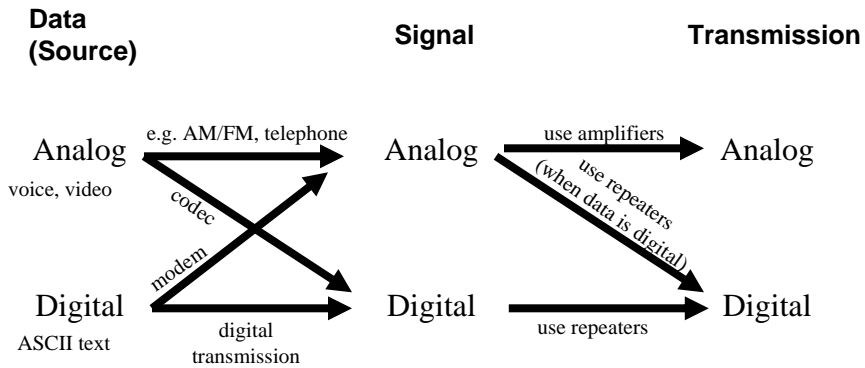 Data
(Source)
Signal
Transmission
e.g. AM/FM, telephone
use amplifiers
Analog
Analog
Analog
voice, video
codec
use repeaters
(when data is digital)
modem
Digital
Digital
Digital
ASCII text
digital
transmission
use repeaters